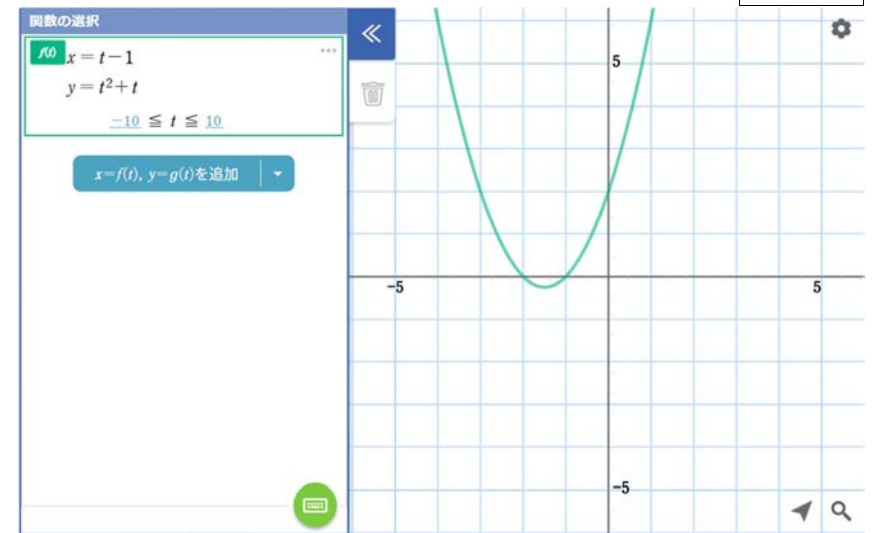 関数の選択
f(t) x = t－1
y = t²＋t
－10 ≦ t ≦ 10
x=f(t), y=g(t)を追加
5
－5
5
－5